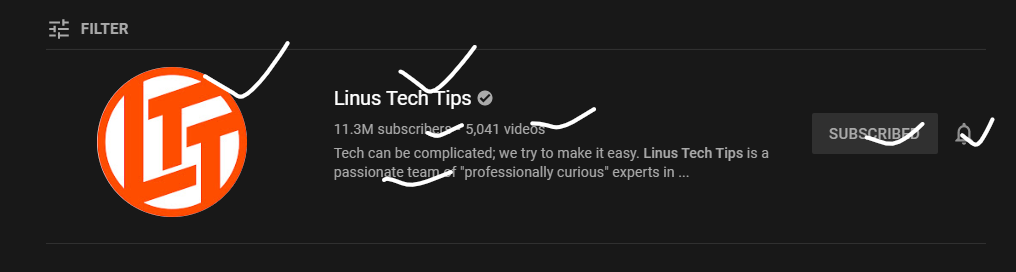 FILTER
LTT
Linus Tech Tips
11.3M subscribers · 5,041 videos
SUBSCRIBED
Tech can be complicated; we try to make it easy. Linus Tech Tips is a
passionate team of "professionally curious" experts in ...